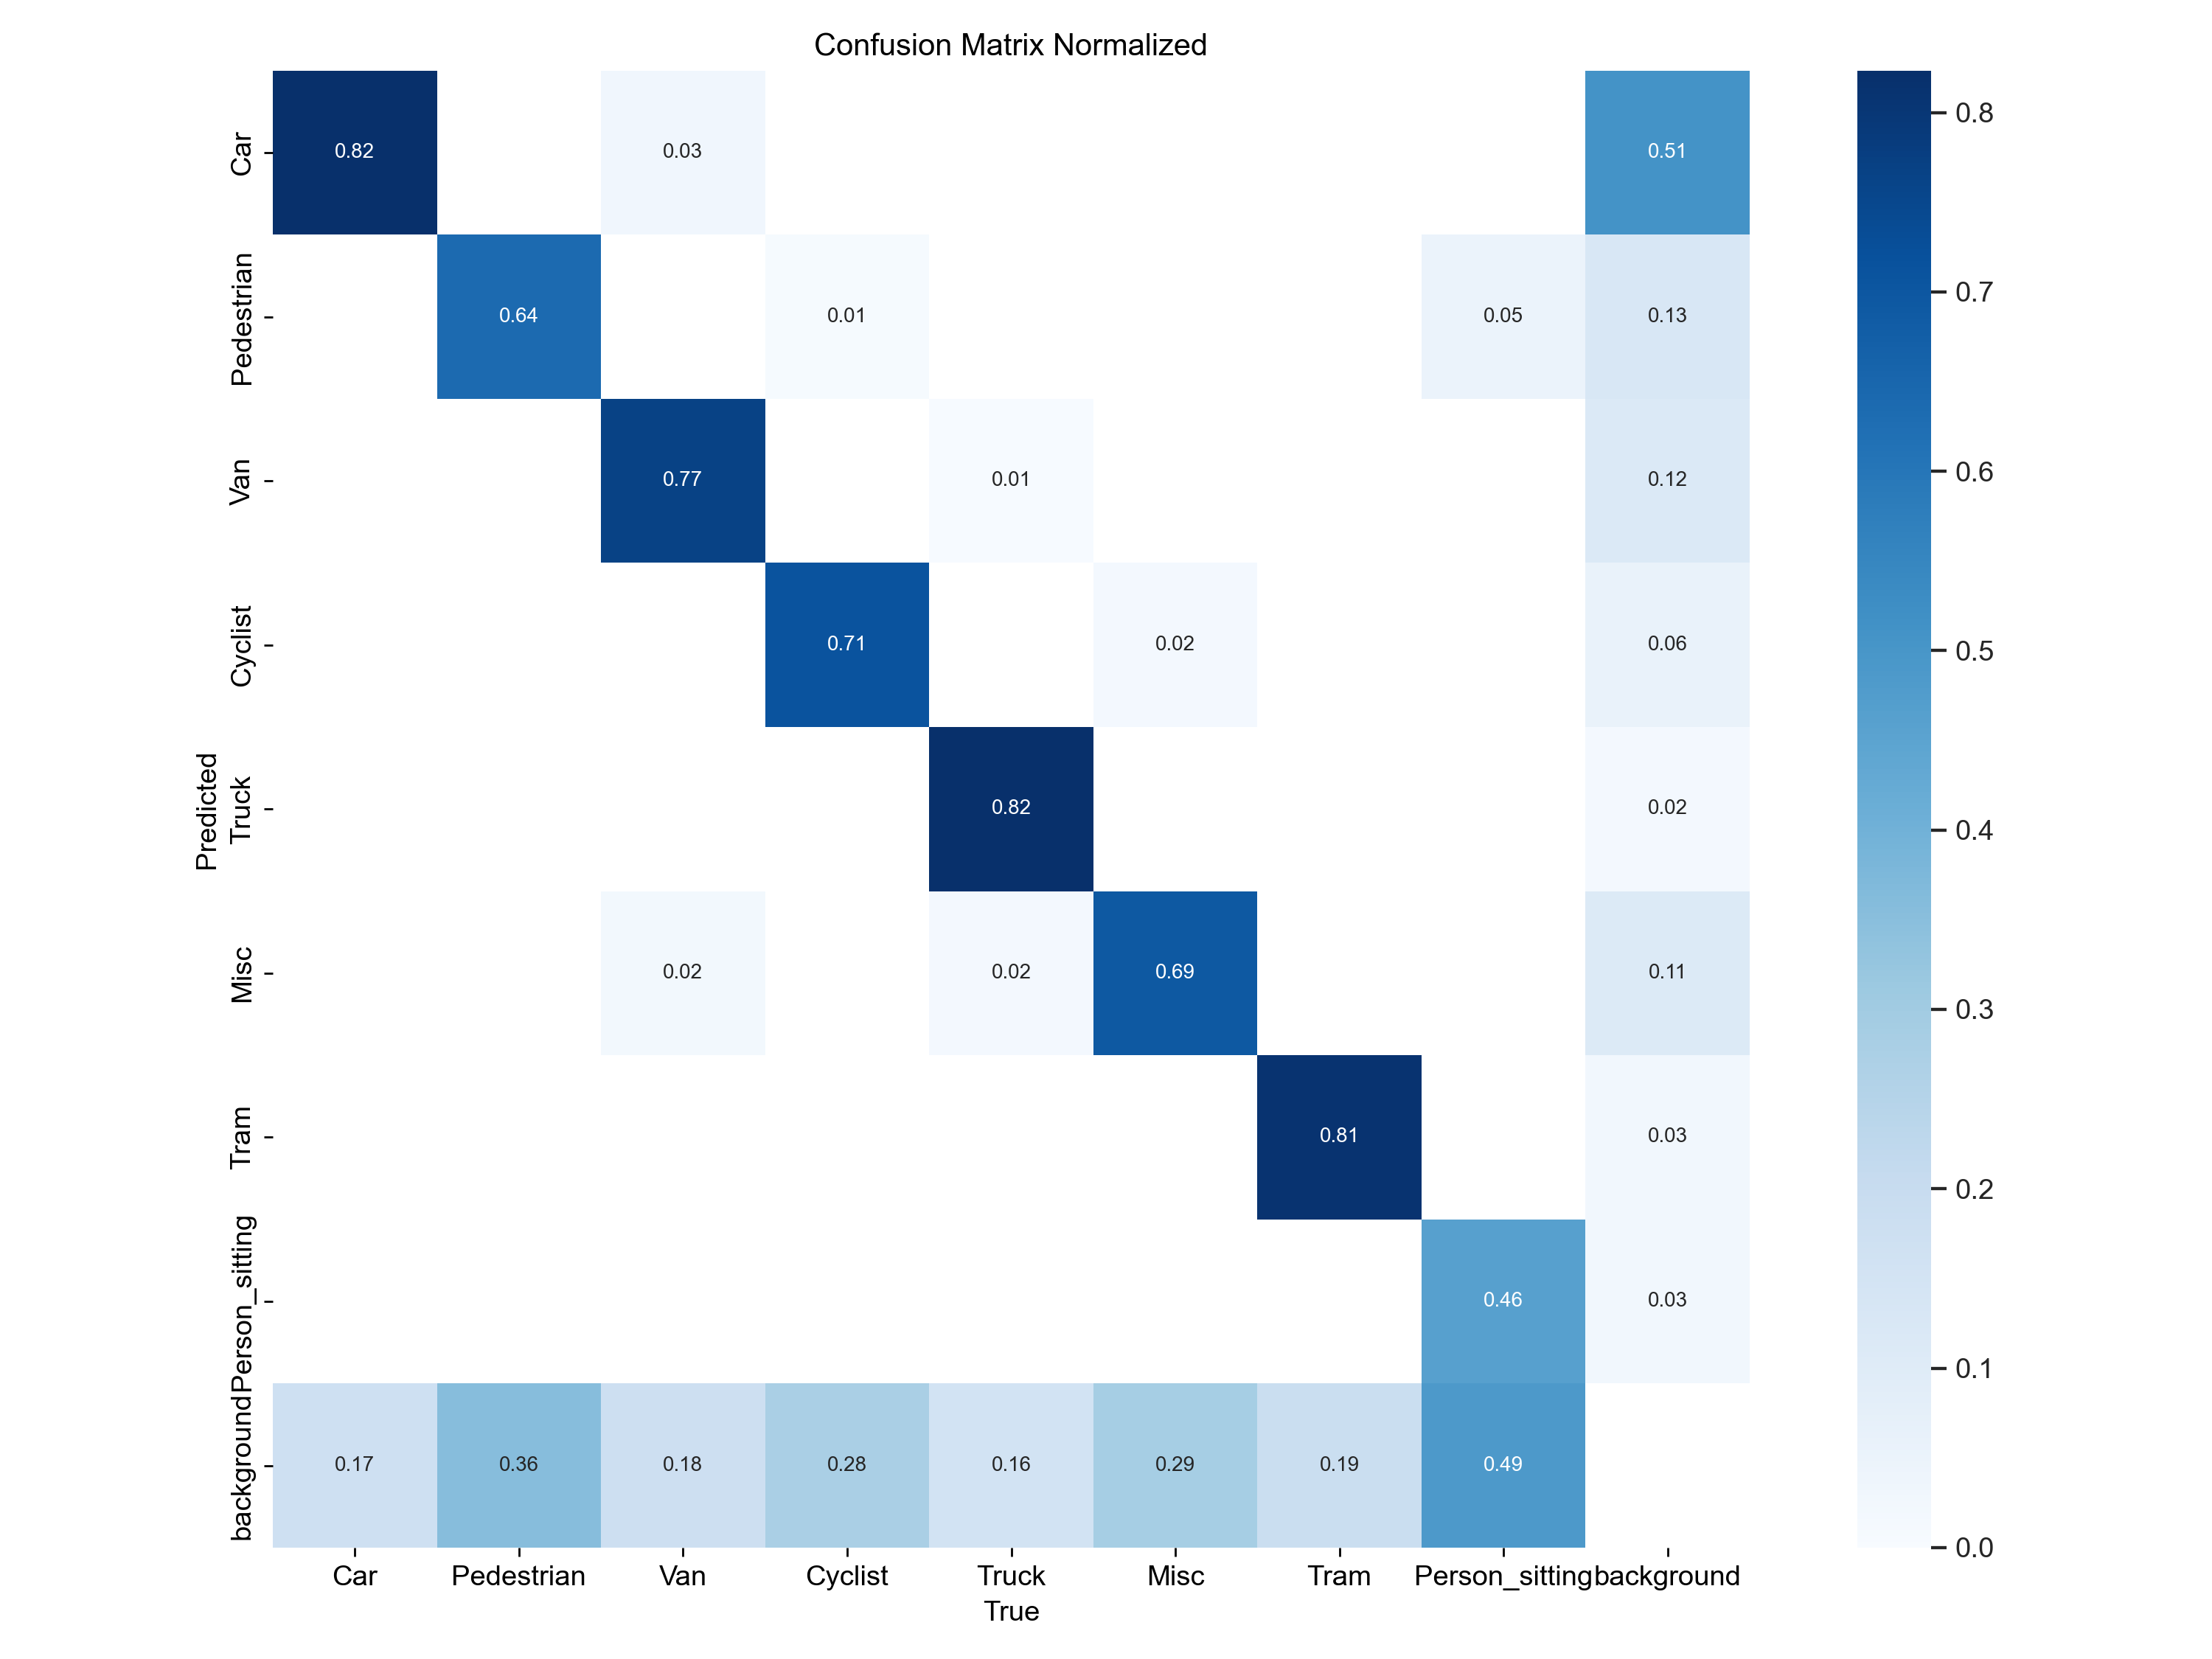 Confusion Matrix Normalized
Car 0.82 0.03 0.51
Pedestrian 0.64 0.01 0.05 0.13
Van 0.77 0.01 0.12
Cyclist 0.71 0.02 0.06
Truck 0.82 0.02
Misc 0.02 0.02 0.69 0.11
Tram 0.81 0.03
Person_sitting 0.46 0.03
background 0.17 0.36 0.18 0.28 0.16 0.29 0.19 0.49
Predicted
Car Pedestrian Van Cyclist Truck Misc Tram Person_sitting background
True
0.8
0.7
0.6
0.5
0.4
0.3
0.2
0.1
0.0